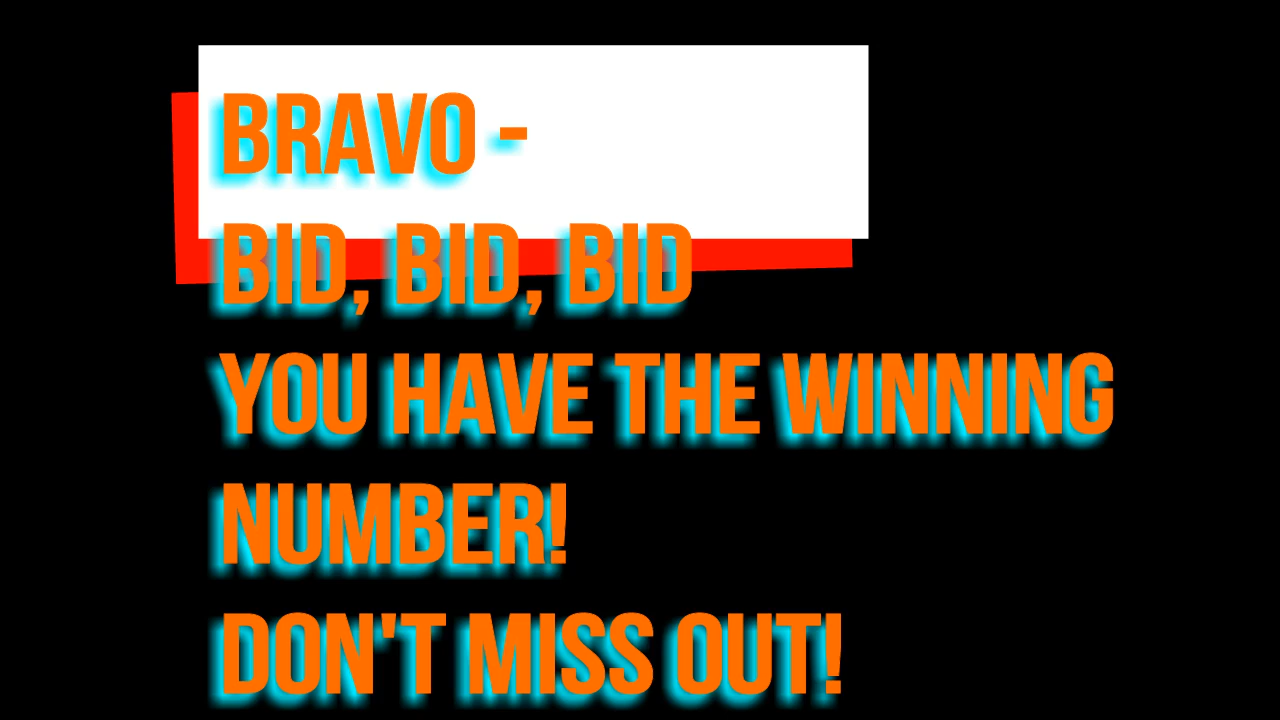 BRAVO -
BID, BID, BID
YOU HAVE THE WINNING
NUMBER!
DON'T MISS OUT!